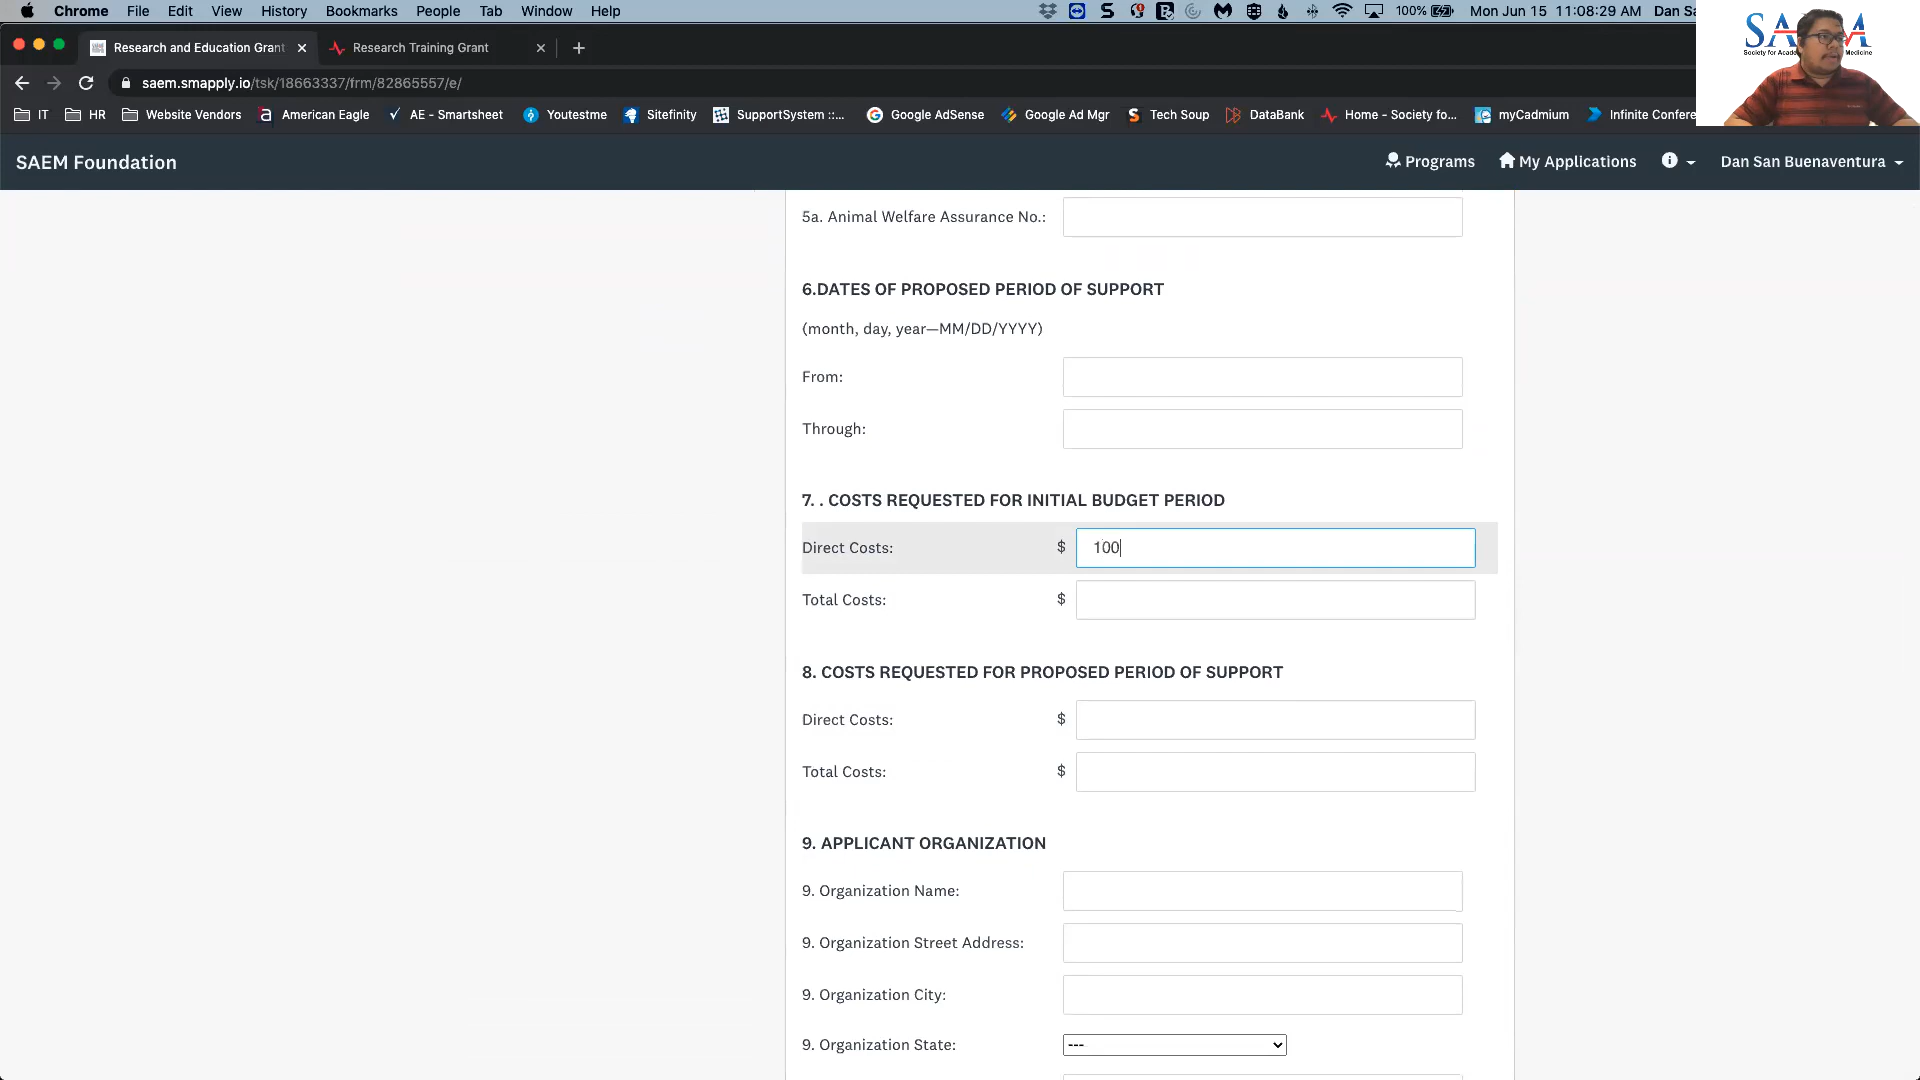 Chrome File Edit View History Bookmarks People Tab Window Help 100% Mon Jun 15 11:08:29 AM Dan Sa
Research and Education Grant Research Training Grant
saem.smapply.io/tsk/18663337/frm/82865557/e/
IT HR Website Vendors American Eagle AE - Smartsheet Youtestme Sitefinity SupportSystem ::... Google AdSense Google Ad Mgr Tech Soup DataBank Home - Society fo... myCadmium Infinite Confere
SAEM Foundation Programs My Applications Dan San Buenaventura
5a. Animal Welfare Assurance No.:
6.DATES OF PROPOSED PERIOD OF SUPPORT
(month, day, year—MM/DD/YYYY)
From:
Through:
7. . COSTS REQUESTED FOR INITIAL BUDGET PERIOD
Direct Costs: $ 100
Total Costs: $
8. COSTS REQUESTED FOR PROPOSED PERIOD OF SUPPORT
Direct Costs: $
Total Costs: $
9. APPLICANT ORGANIZATION
9. Organization Name:
9. Organization Street Address:
9. Organization City:
9. Organization State: ---